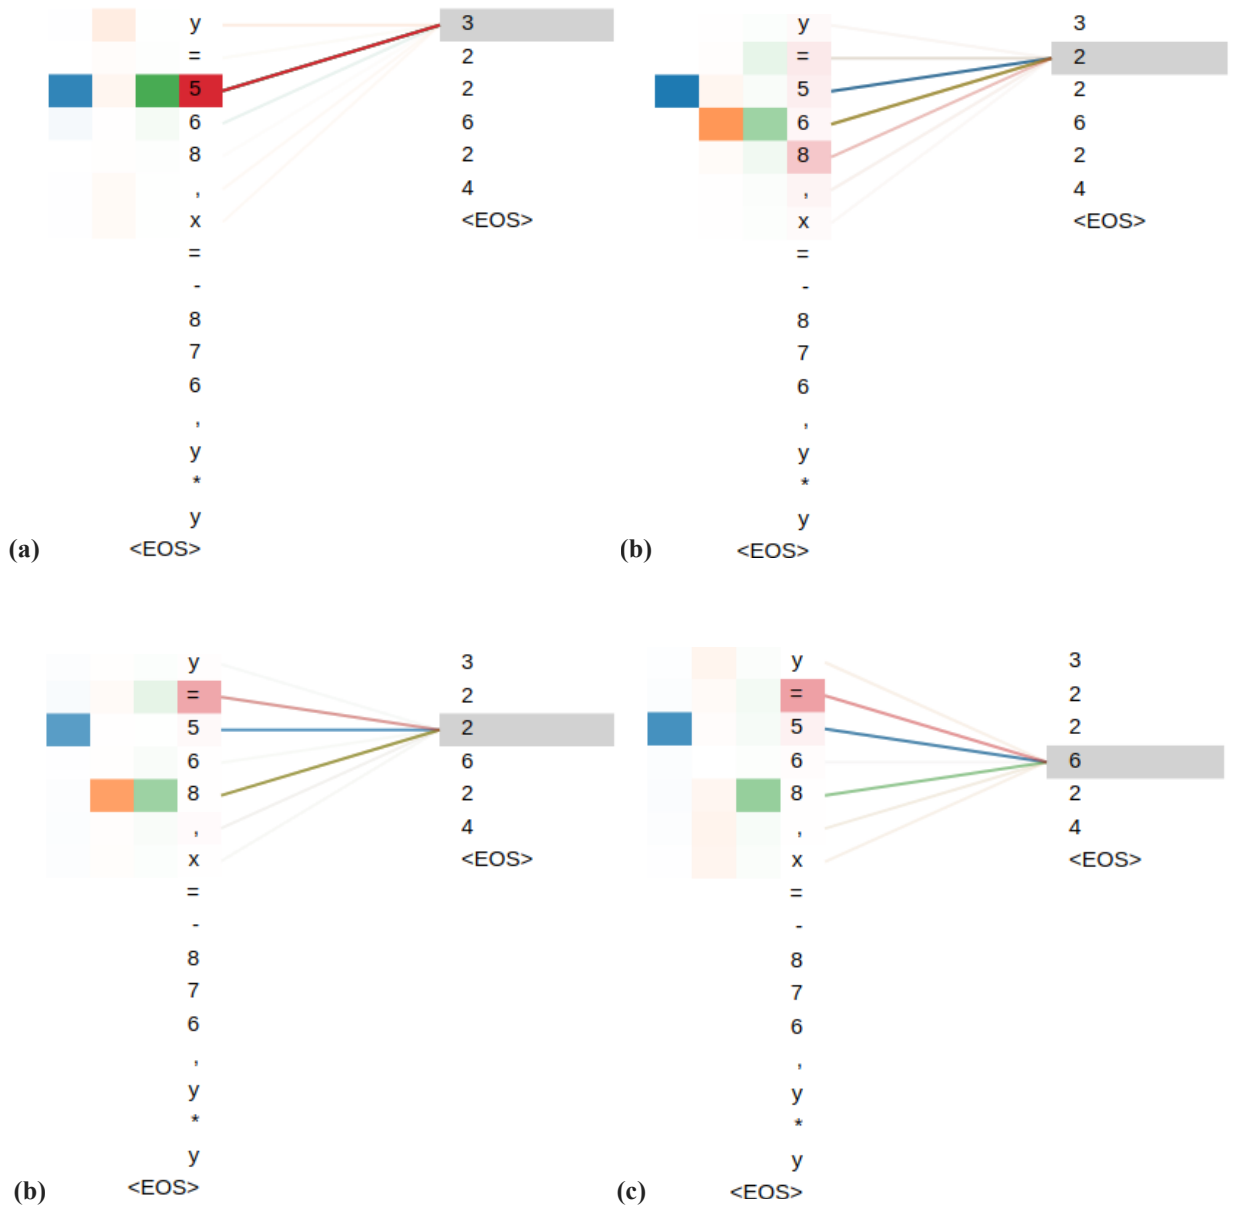 y 3
= 2
5 2
6 6
8 2
, 4
x <EOS>
=
-
8
7
6
,
y
*
y
(a) <EOS>
y 3
= 2
5 2
6 6
8 2
, 4
x <EOS>
=
-
8
7
6
,
y
*
y
(b) <EOS>
y 3
= 2
5 2
6 6
8 2
, 4
x <EOS>
=
-
8
7
6
,
y
*
y
(b) <EOS>
y 3
= 2
5 2
6 6
8 2
, 4
x <EOS>
=
-
8
7
6
,
y
*
y
(c) <EOS>